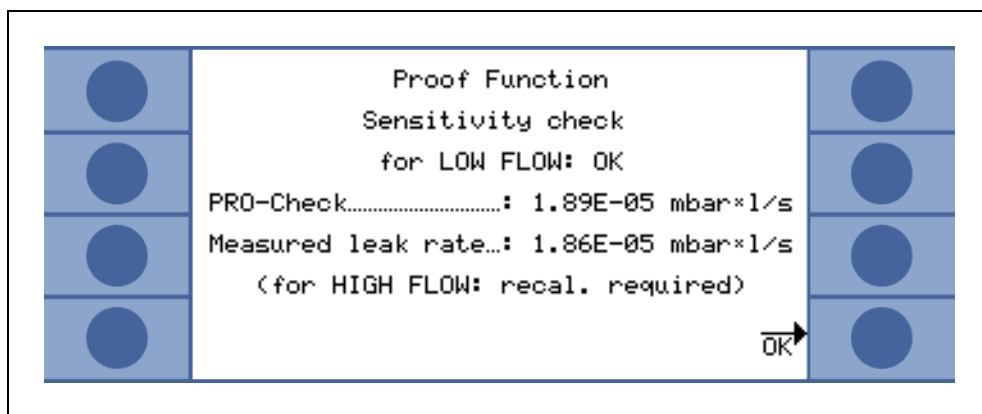 Proof Function
Sensitivity check
for LOW FLOW: OK
PRO-Check..............................: 1.89E-05 mbar×l/s
Measured leak rate...: 1.86E-05 mbar×l/s
(for HIGH FLOW: recal. required)
OK